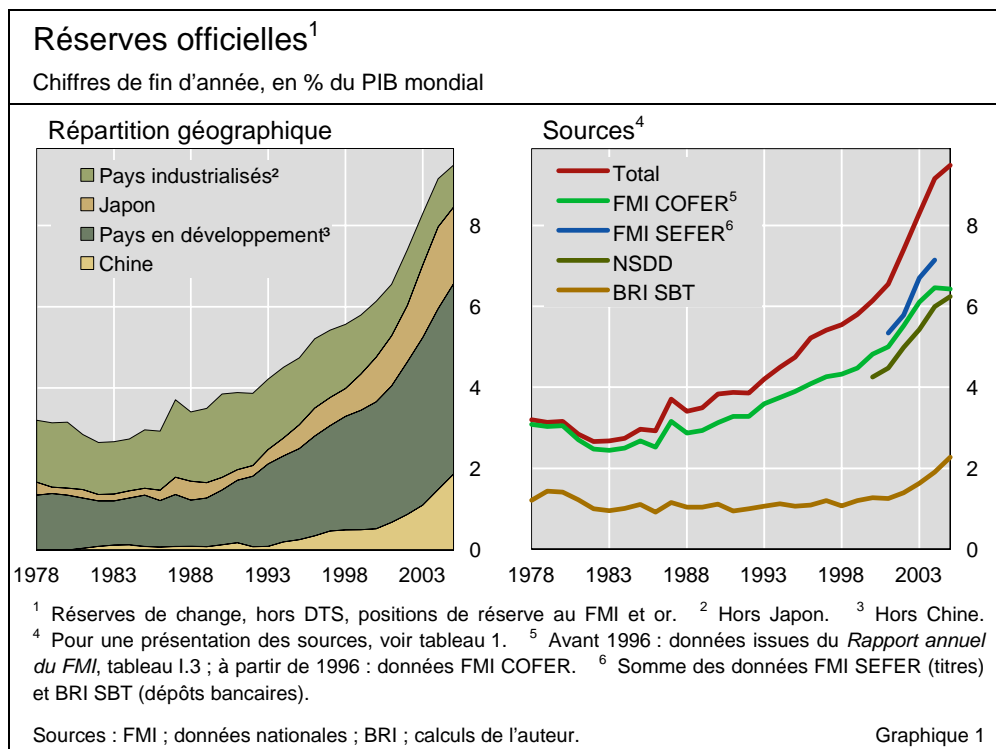 Réserves officielles¹
Chiffres de fin d'année, en % du PIB mondial
Répartition géographique
Pays industrialisés²
Japon
Pays en développement³
Chine
8
6
4
2
0
1978 1983 1988 1993 1998 2003
Sources⁴
Total
FMI COFER⁵
FMI SEFER⁶
NSDD
BRI SBT
8
6
4
2
0
1978 1983 1988 1993 1998 2003
¹ Réserves de change, hors DTS, positions de réserve au FMI et or. ² Hors Japon. ³ Hors Chine.
⁴ Pour une présentation des sources, voir tableau 1. ⁵ Avant 1996 : données issues du Rapport annuel
du FMI, tableau I.3 ; à partir de 1996 : données FMI COFER. ⁶ Somme des données FMI SEFER (titres)
et BRI SBT (dépôts bancaires).
Sources : FMI ; données nationales ; BRI ; calculs de l'auteur. Graphique 1